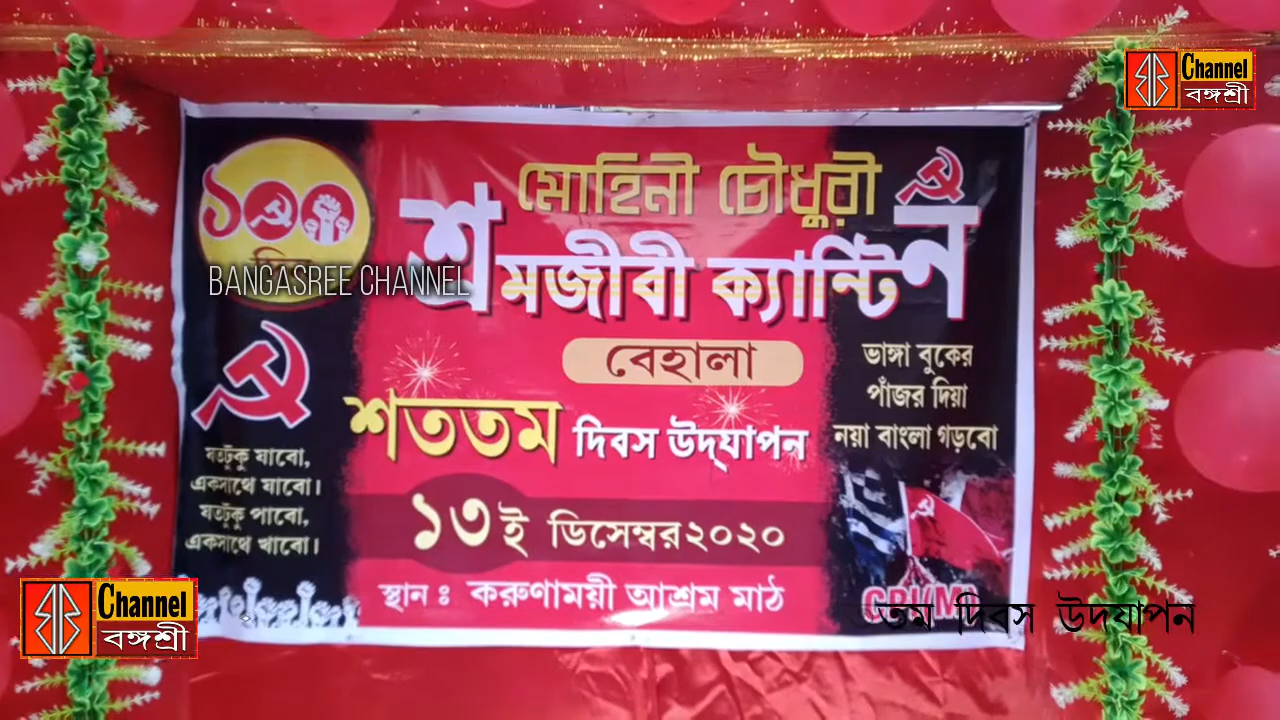 Channel
বঙ্গশ্রী
১০০
মোহিনী চৌধুরী
শ্রমজীবী ক্যান্টিন
BANGASREE CHANNEL
বেহালা
ভাঙ্গা বুকের
পাঁজর দিয়া
নয়া বাংলা গড়বো
শততম দিবস উদ্‌যাপন
যতটুকু যাবো,
একসাথে যাবো।
যতটুকু পাবো,
একসাথে খাবো।
১৩ই ডিসেম্বর২০২০
স্থান ঃ করুণাময়ী আশ্রম মাঠ
CPI(M)
তম দিবস উদযাপন
Channel
বঙ্গশ্রী